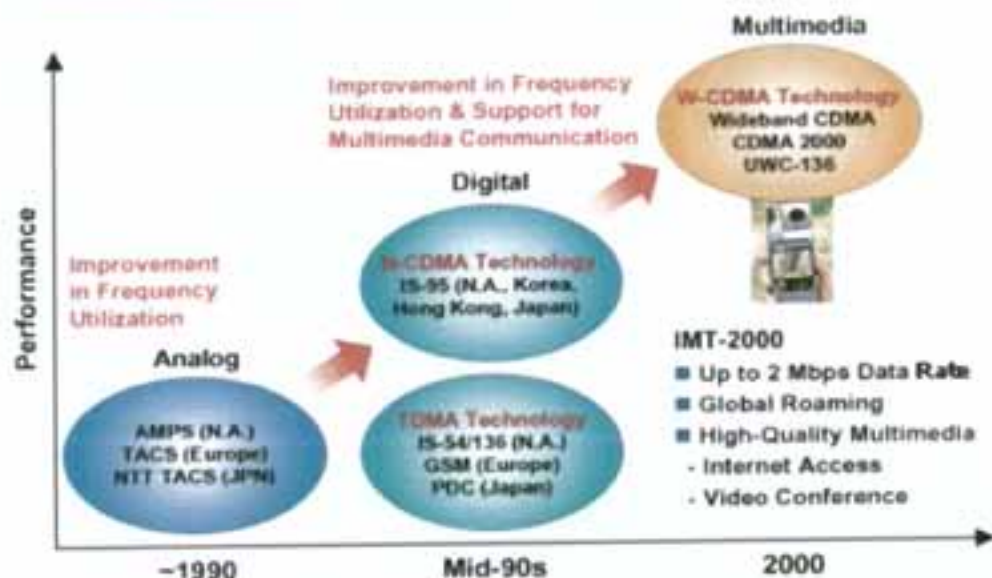 Multimedia
Improvement in Frequency
Utilization & Support for
Multimedia Communication
W-CDMA Technology
Wideband CDMA
CDMA 2000
UWC-136
Digital
N-CDMA Technology
IS-95 (N.A., Korea,
Hong Kong, Japan)
Performance
Improvement
in Frequency
Utilization
Analog
AMPS (N.A.)
TACS (Europe)
NTT TACS (JPN)
TDMA Technology
IS-54/136 (N.A.)
GSM (Europe)
PDC (Japan)
IMT-2000
■ Up to 2 Mbps Data Rate
■ Global Roaming
■ High-Quality Multimedia
- Internet Access
- Video Conference
~1990
Mid-90s
2000